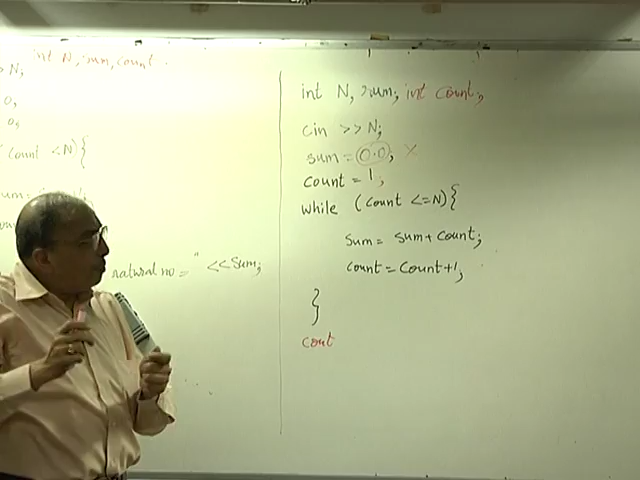 int N, sum, count
> N;
0,
0,
(count <N){
natural no = " <<Sum;
int N, sum; int count;
cin >> N;
sum = 0.0, ×
count = 1;
while (count <=N){
sum= sum+count;
count=count+1;
}
cout